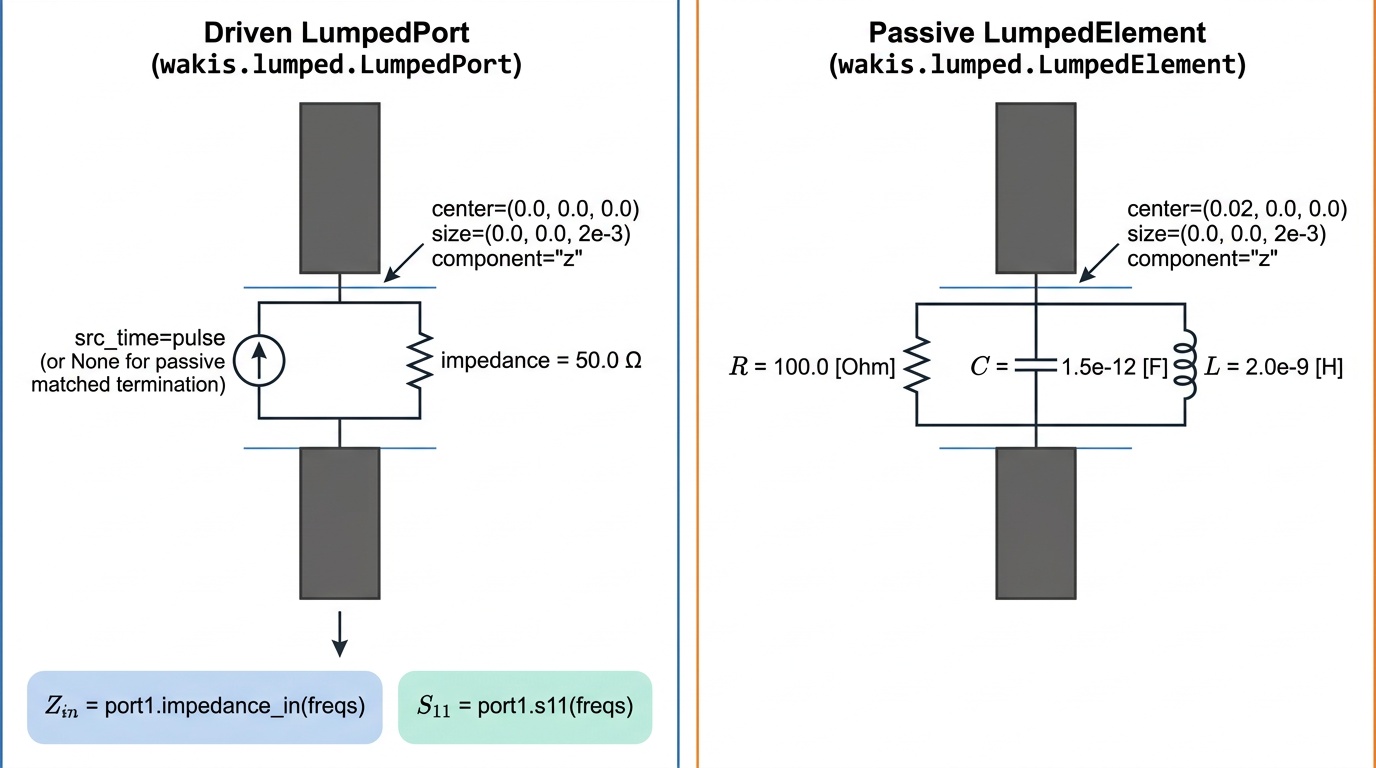 Driven LumpedPort
(wakis.lumped.LumpedPort)
center=(0.0, 0.0, 0.0)
size=(0.0, 0.0, 2e-3)
component="z"
src_time=pulse
(or None for passive
matched termination)
impedance = 50.0 Ω
Z_in = port1.impedance_in(freqs)
S_11 = port1.s11(freqs)
Passive LumpedElement
(wakis.lumped.LumpedElement)
center=(0.02, 0.0, 0.0)
size=(0.0, 0.0, 2e-3)
component="z"
R = 100.0 [Ohm]
C = 1.5e-12 [F]
L = 2.0e-9 [H]